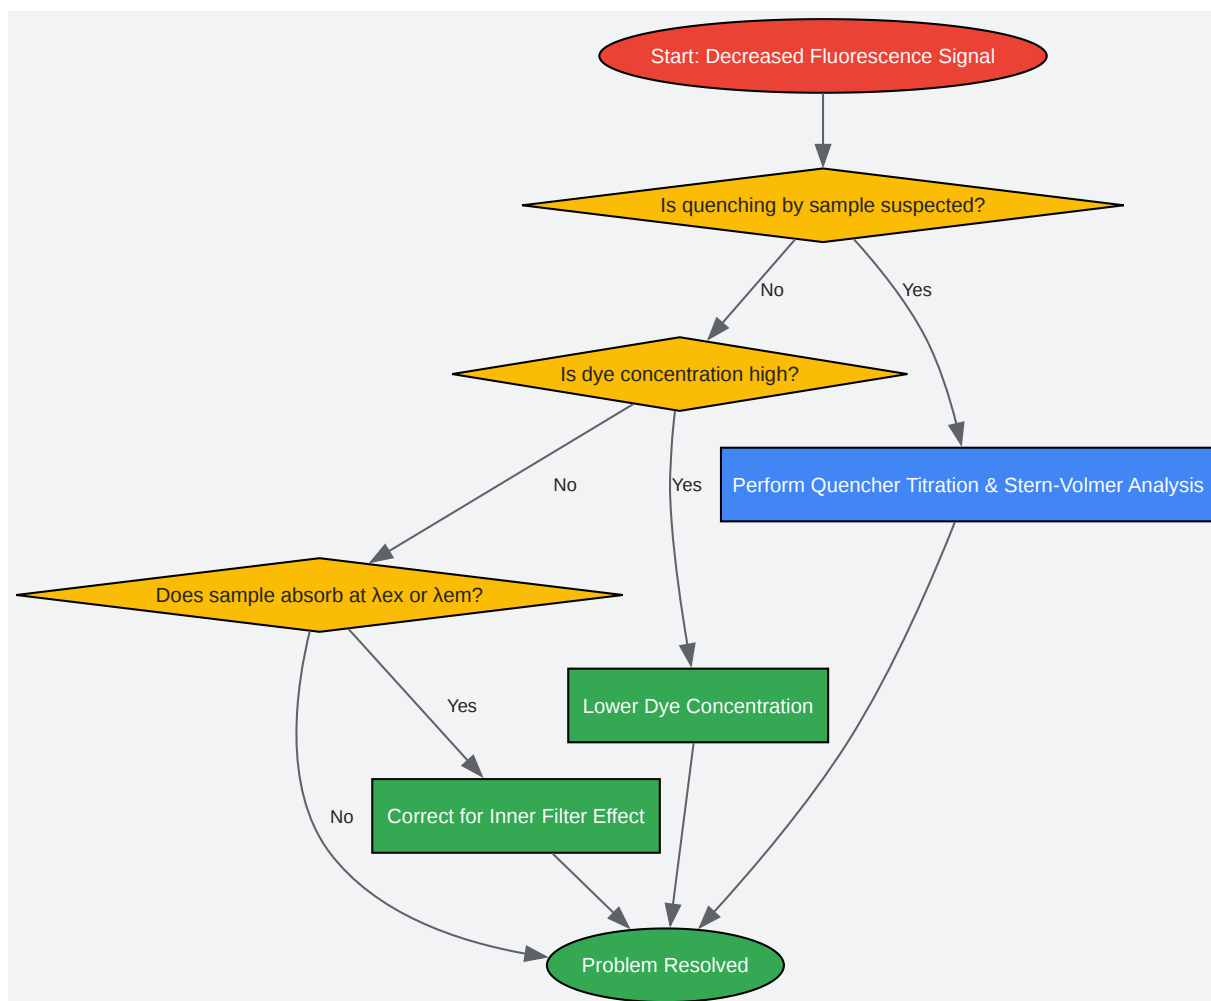 Start: Decreased Fluorescence Signal
Is quenching by sample suspected?
No
Yes
Is dye concentration high?
No
Yes
Perform Quencher Titration & Stern-Volmer Analysis
Does sample absorb at λex or λem?
Yes
Lower Dye Concentration
No
Correct for Inner Filter Effect
Problem Resolved